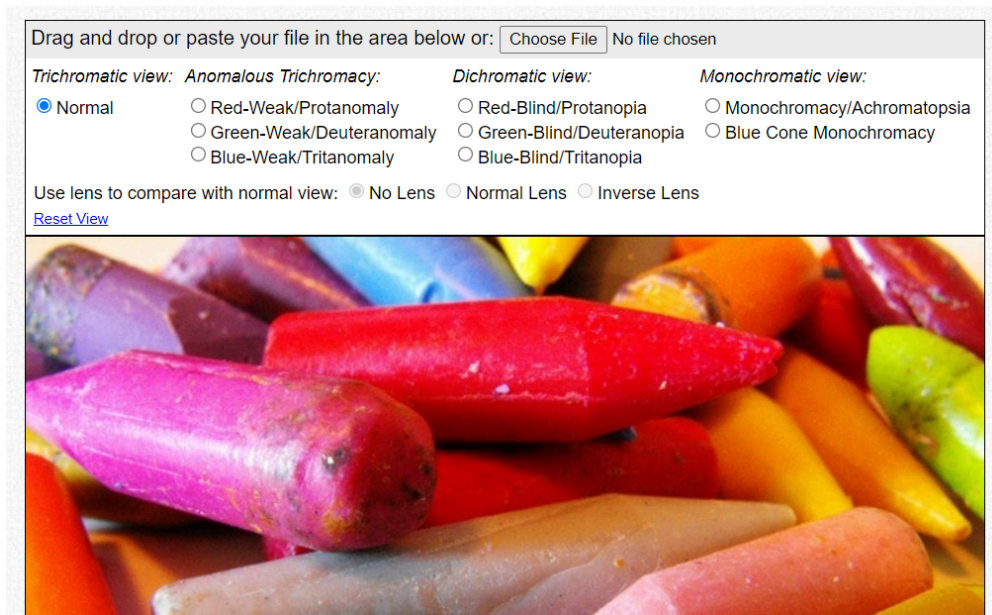 Drag and drop or paste your file in the area below or: Choose File No file chosen
Trichromatic view: Anomalous Trichromacy: Dichromatic view: Monochromatic view:
Normal Red-Weak/Protanomaly Red-Blind/Protanopia Monochromacy/Achromatopsia
Green-Weak/Deuteranomaly Green-Blind/Deuteranopia Blue Cone Monochromacy
Blue-Weak/Tritanomaly Blue-Blind/Tritanopia
Use lens to compare with normal view: No Lens Normal Lens Inverse Lens
Reset View